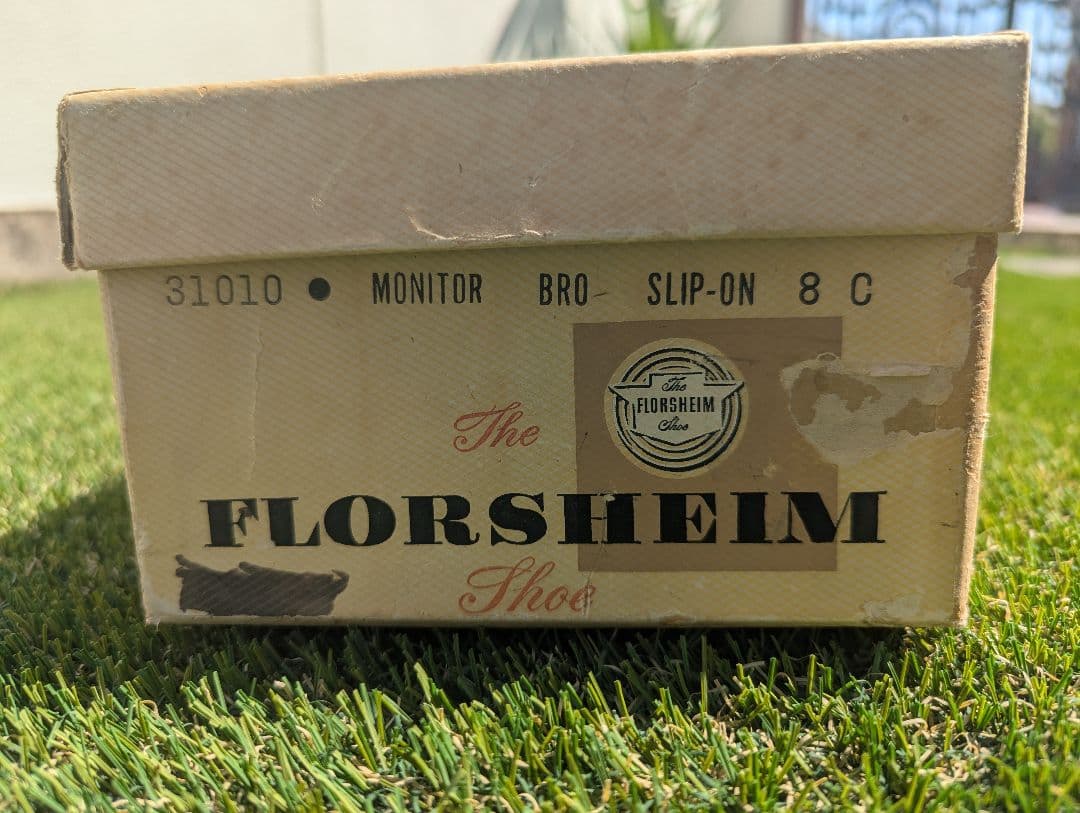 31010 ● MONITOR BRO SLIP-ON 8 C
The
FLORSHEIM
Shoe
The
FLORSHEIM
Shoe